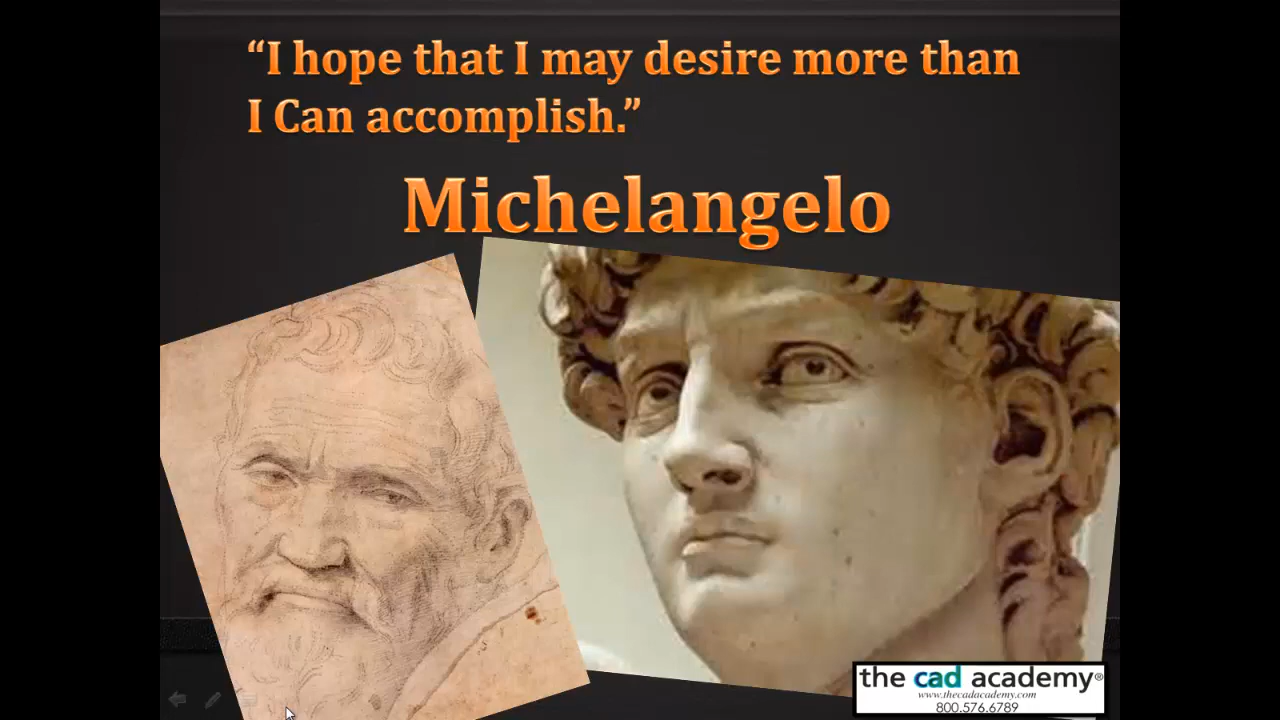 “I hope that I may desire more than
I Can accomplish.”
Michelangelo
the cad academy®
www.thecadacademy.com
800.576.6789